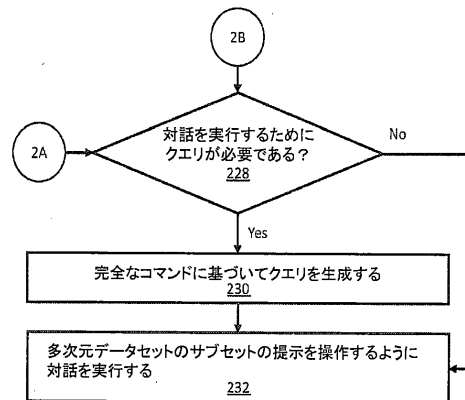 2B
2A
対話を実行するために
クエリが必要である？
228
No
Yes
完全なコマンドに基づいてクエリを生成する
230
多次元データセットのサブセットの提示を操作するように
対話を実行する
232